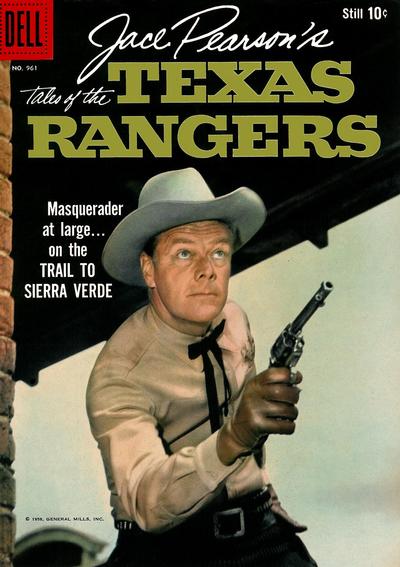 DELL
NO. 961
Still 10¢
Jace Pearson's
Tales of the TEXAS
RANGERS
Masquerader
at large...
on the
TRAIL TO
SIERRA VERDE
© 1958, GENERAL MILLS, INC.